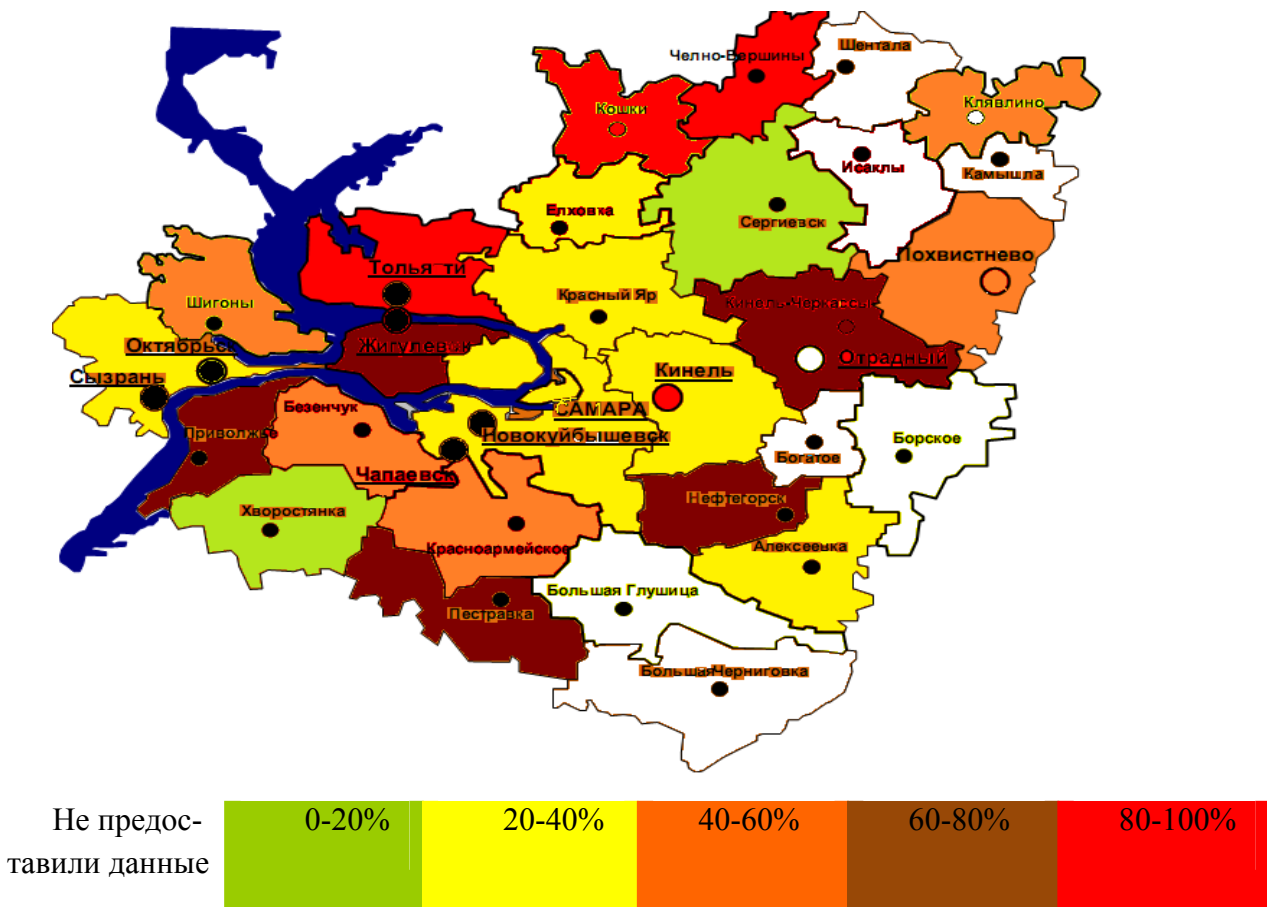 Шентала
Челно-Вершины
Кошки
Клявлино
Исаклы
Камышла
Елховка
Сергиевск
Похвистнево
Тольятти
Красный Яр
Кинель-Черкассы
Шигоны
Октябрьск
Жигулевск
Отрадный
Сызрань
Кинель
Безенчук
САМАРА
Приволжье
Новокуйбышевск
Борское
Богатое
Чапаевск
Нефтегорск
Хворостянка
Красноармейское
Алексеевка
Большая Глушица
Пестравка
Большая Черниговка
Не предос-
тавили данные
0-20%
20-40%
40-60%
60-80%
80-100%